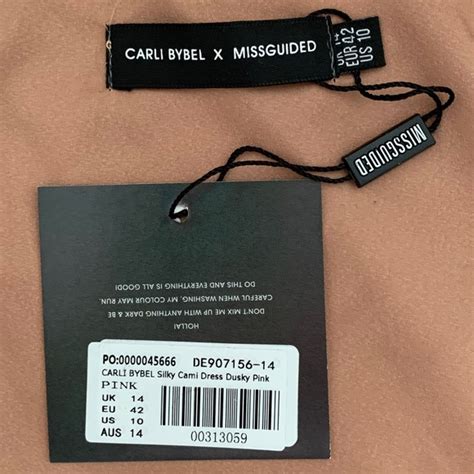 CARLI BYBEL X MISSGUIDED
UK 14
EUR 42
US 10
MISSGUIDED
HOLLA!
DON'T MIX ME UP WITH ANYTHING DARK & BE
CAREFUL WHEN WASHING, MY COLOUR MAY RUN.
DO THIS AND EVERYTHING IS ALL GOOD!
PO:0000045666 DE907156-14
CARLI BYBEL Silky Cami Dress Dusky Pink
PINK
UK 14
EU 42
US 10
AUS 14
00313059